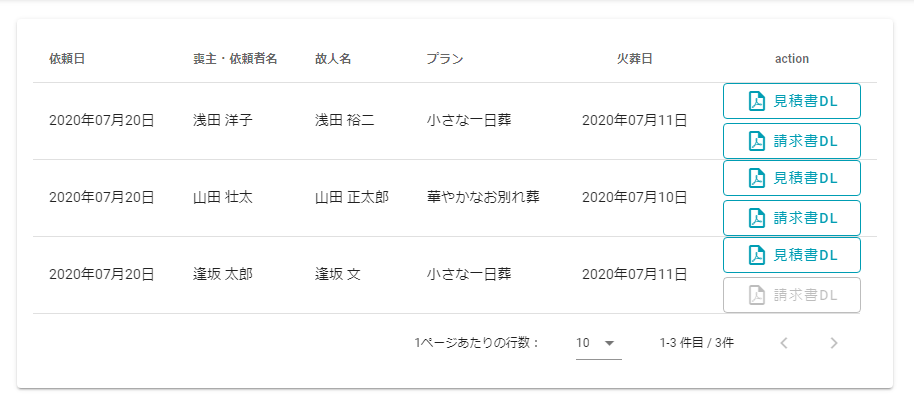 依頼日 喪主・依頼者名 故人名 プラン 火葬日 action
2020年07月20日 浅田 洋子 浅田 裕二 小さな一日葬 2020年07月11日 見積書DL
請求書DL
2020年07月20日 山田 壮太 山田 正太郎 華やかなお別れ葬 2020年07月10日 見積書DL
請求書DL
2020年07月20日 逢坂 太郎 逢坂 文 小さな一日葬 2020年07月11日 見積書DL
請求書DL
1ページあたりの行数： 10 1-3 件目 / 3件